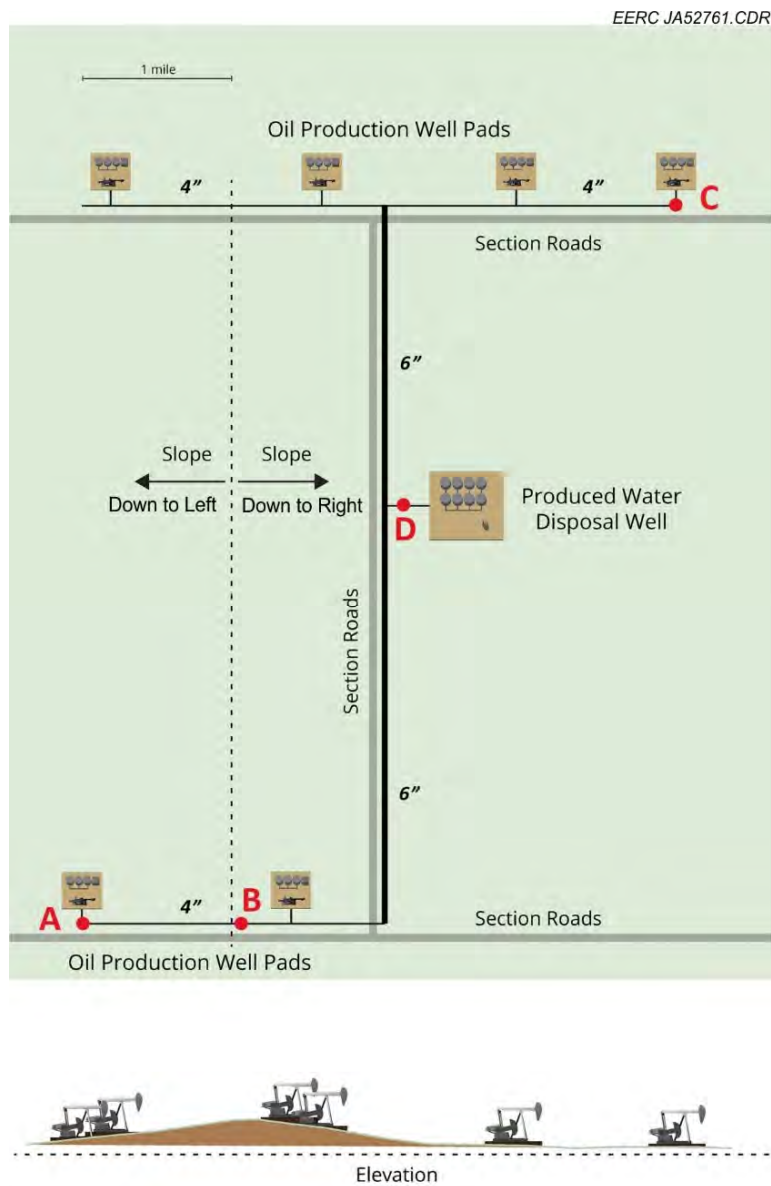 EERC JA52761.CDR
1 mile
Oil Production Well Pads
4”
4”
C
Section Roads
6”
Slope
Slope
Down to Left
Down to Right
Produced Water
Disposal Well
D
Section Roads
6”
A
4”
B
Section Roads
Oil Production Well Pads
Elevation